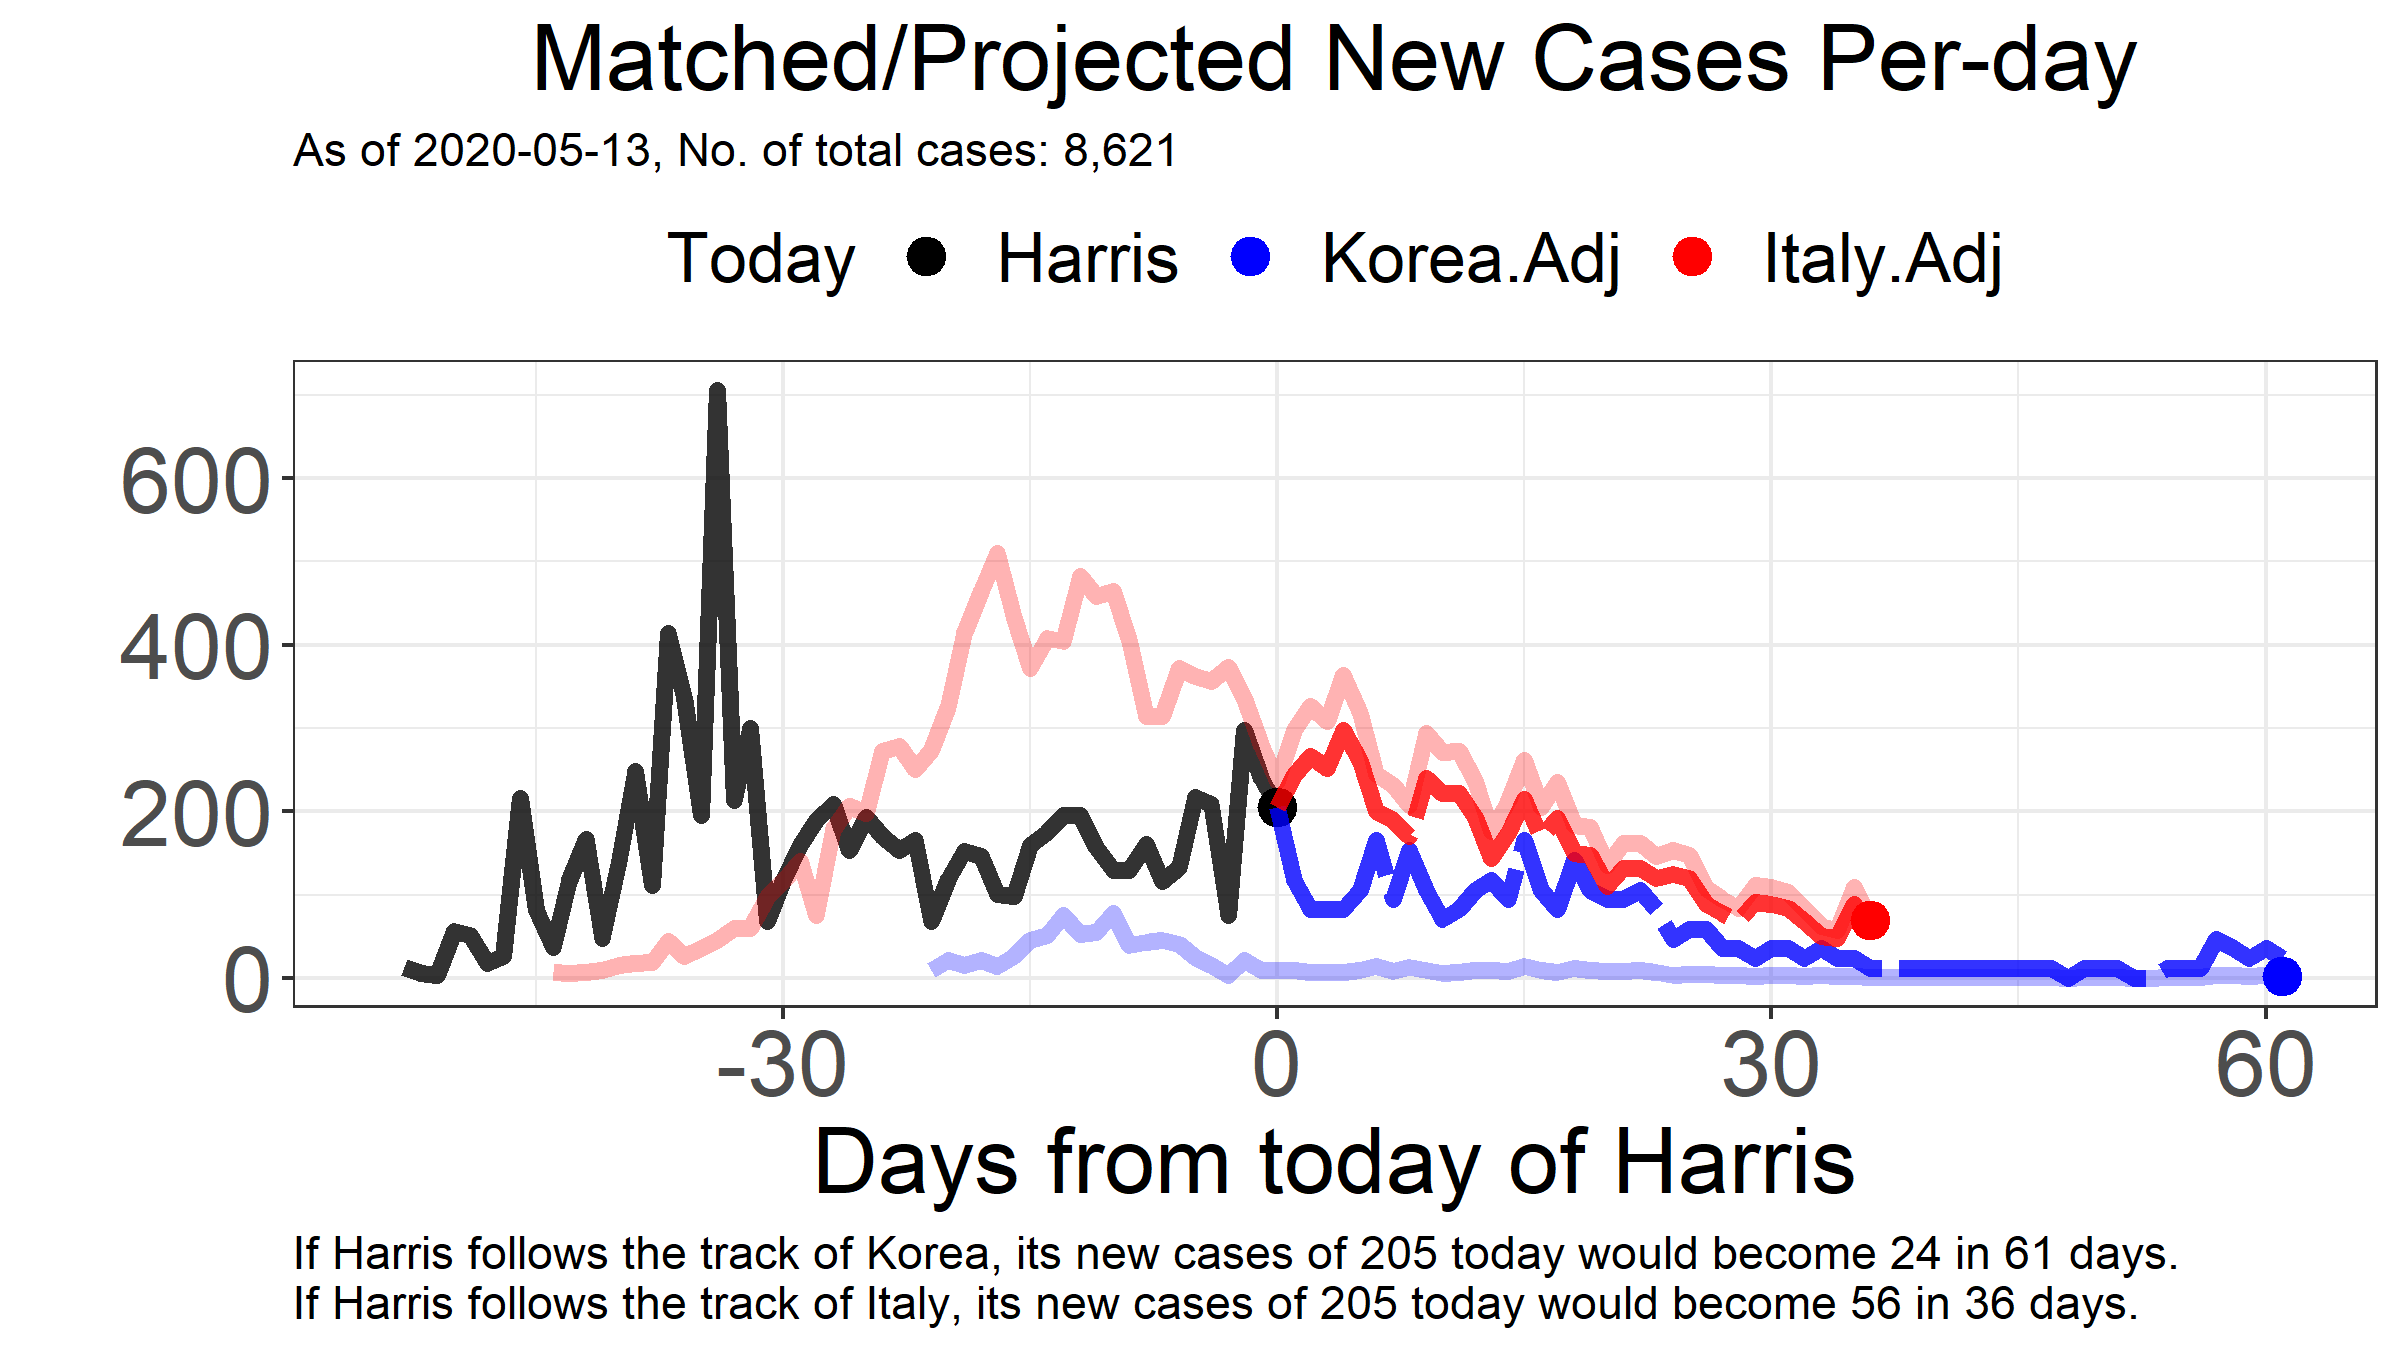 Matched/Projected New Cases Per-day
As of 2020-05-13, No. of total cases: 8,621
Today Harris Korea.Adj Italy.Adj
600
400
200
0
-30 0 30 60
Days from today of Harris
If Harris follows the track of Korea, its new cases of 205 today would become 24 in 61 days.
If Harris follows the track of Italy, its new cases of 205 today would become 56 in 36 days.